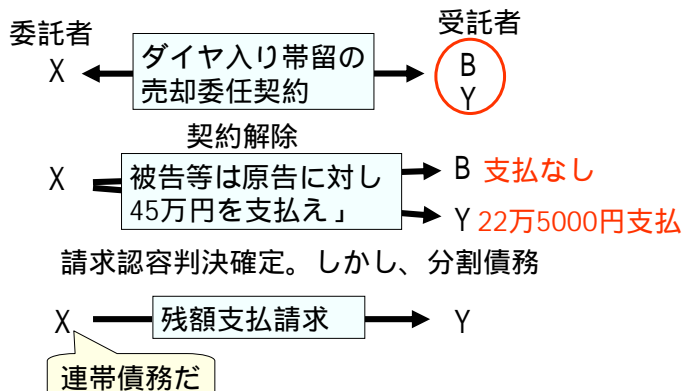 委託者
受託者
X
ダイヤ入り帯留の
売却委任契約
B
Y
契約解除
X
被告等は原告に対し
45万円を支払え」
B 支払なし
Y 22万5000円支払
請求認容判決確定。しかし、分割債務
X
残額支払請求
Y
連帯債務だ